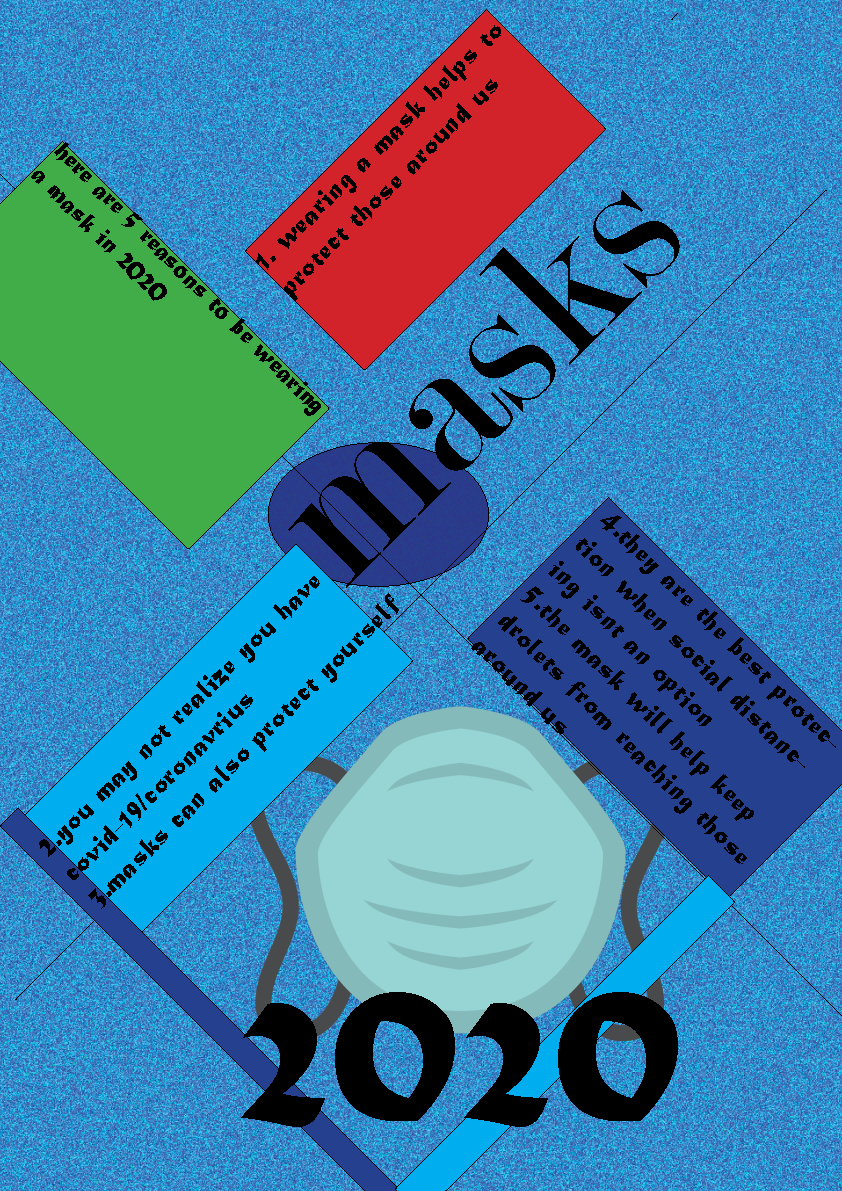 here are 5 reasons to be wearing
a mask in 2020
1. wearing a mask helps to
protect those around us
masks
2.you may not realize you have
covid-19/coronavrius
3.masks can also protect yourself
4.they are the best protec-
tion when social distanc-
ing isnt an option
5.the mask will help keep
drolets from reaching those
around us
2020